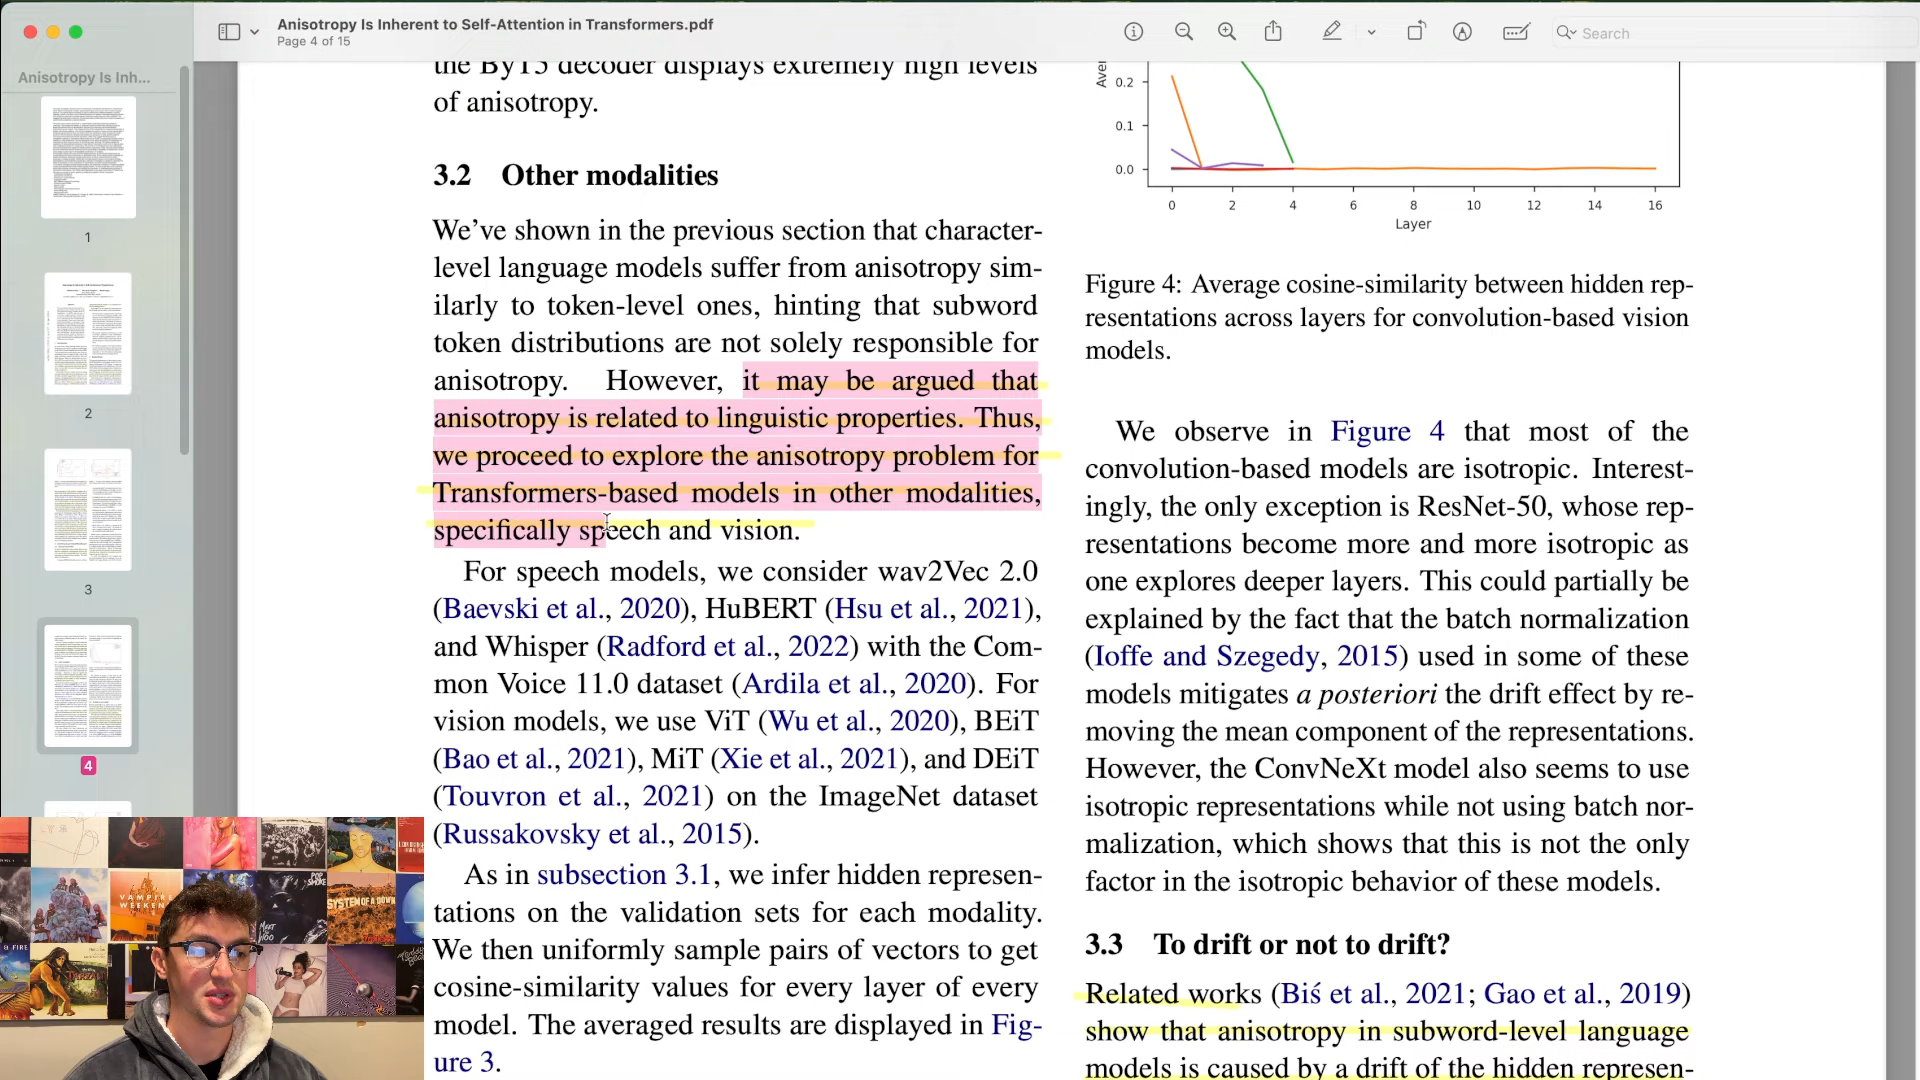 Anisotropy Is Inherent to Self-Attention in Transformers.pdf
Page 4 of 15
Search
Anisotropy Is Inh...
1
2
3
4
of anisotropy.
3.2 Other modalities
We've shown in the previous section that character-
level language models suffer from anisotropy sim-
ilarly to token-level ones, hinting that subword
token distributions are not solely responsible for
anisotropy. However, it may be argued that
anisotropy is related to linguistic properties. Thus,
we proceed to explore the anisotropy problem for
Transformers-based models in other modalities,
specifically speech and vision.
For speech models, we consider wav2Vec 2.0
(Baevski et al., 2020), HuBERT (Hsu et al., 2021),
and Whisper (Radford et al., 2022) with the Com-
mon Voice 11.0 dataset (Ardila et al., 2020). For
vision models, we use ViT (Wu et al., 2020), BEiT
(Bao et al., 2021), MiT (Xie et al., 2021), and DEiT
(Touvron et al., 2021) on the ImageNet dataset
(Russakovsky et al., 2015).
As in subsection 3.1, we infer hidden represen-
tations on the validation sets for each modality.
We then uniformly sample pairs of vectors to get
cosine-similarity values for every layer of every
model. The averaged results are displayed in Fig-
ure 3.
0.2
0.1
0.0
0 2 4 6 8 10 12 14 16
Layer
Figure 4: Average cosine-similarity between hidden rep-
resentations across layers for convolution-based vision
models.
We observe in Figure 4 that most of the
convolution-based models are isotropic. Interest-
ingly, the only exception is ResNet-50, whose rep-
resentations become more and more isotropic as
one explores deeper layers. This could partially be
explained by the fact that the batch normalization
(Ioffe and Szegedy, 2015) used in some of these
models mitigates a posteriori the drift effect by re-
moving the mean component of the representations.
However, the ConvNeXt model also seems to use
isotropic representations while not using batch nor-
malization, which shows that this is not the only
factor in the isotropic behavior of these models.
3.3 To drift or not to drift?
Related works (Biś et al., 2021; Gao et al., 2019)
show that anisotropy in subword-level language
models is caused by a drift of the hidden represen-
VAMPIRE
WEEKEN
POP
SMOKE
MEET
THE
WOO
SYSTEM OF A DOWN
& FIRE
TARZAN